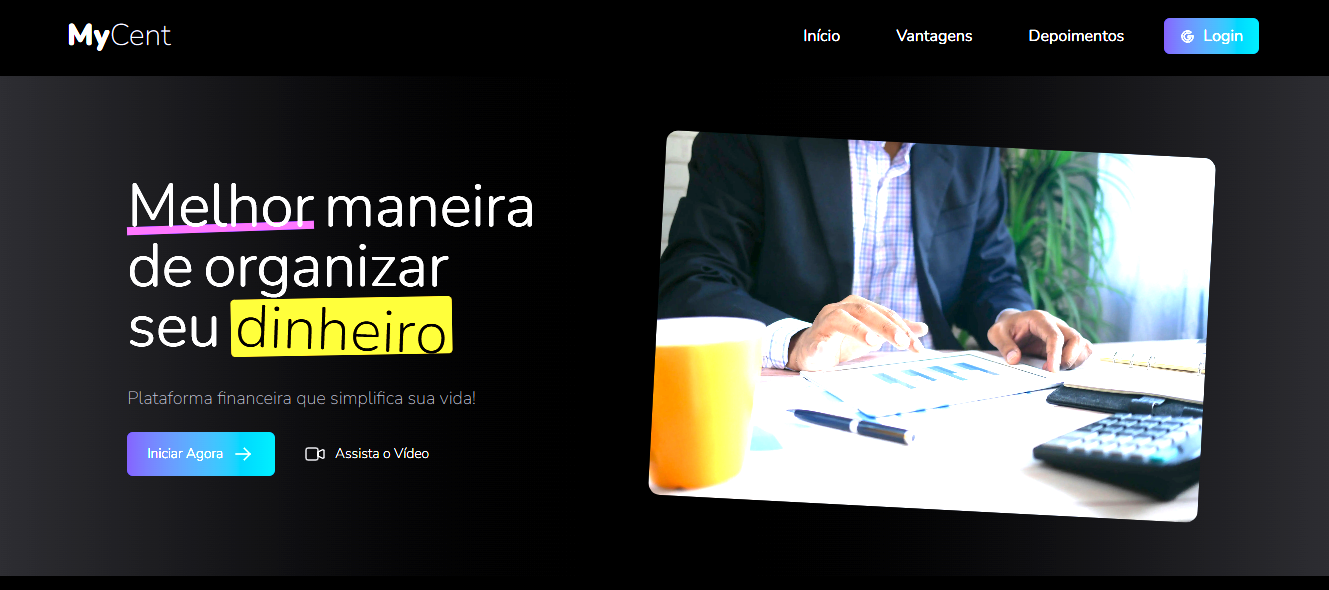 MyCent
Início
Vantagens
Depoimentos
Login
Melhor maneira
de organizar
seu dinheiro
Plataforma financeira que simplifica sua vida!
Iniciar Agora
Assista o Vídeo